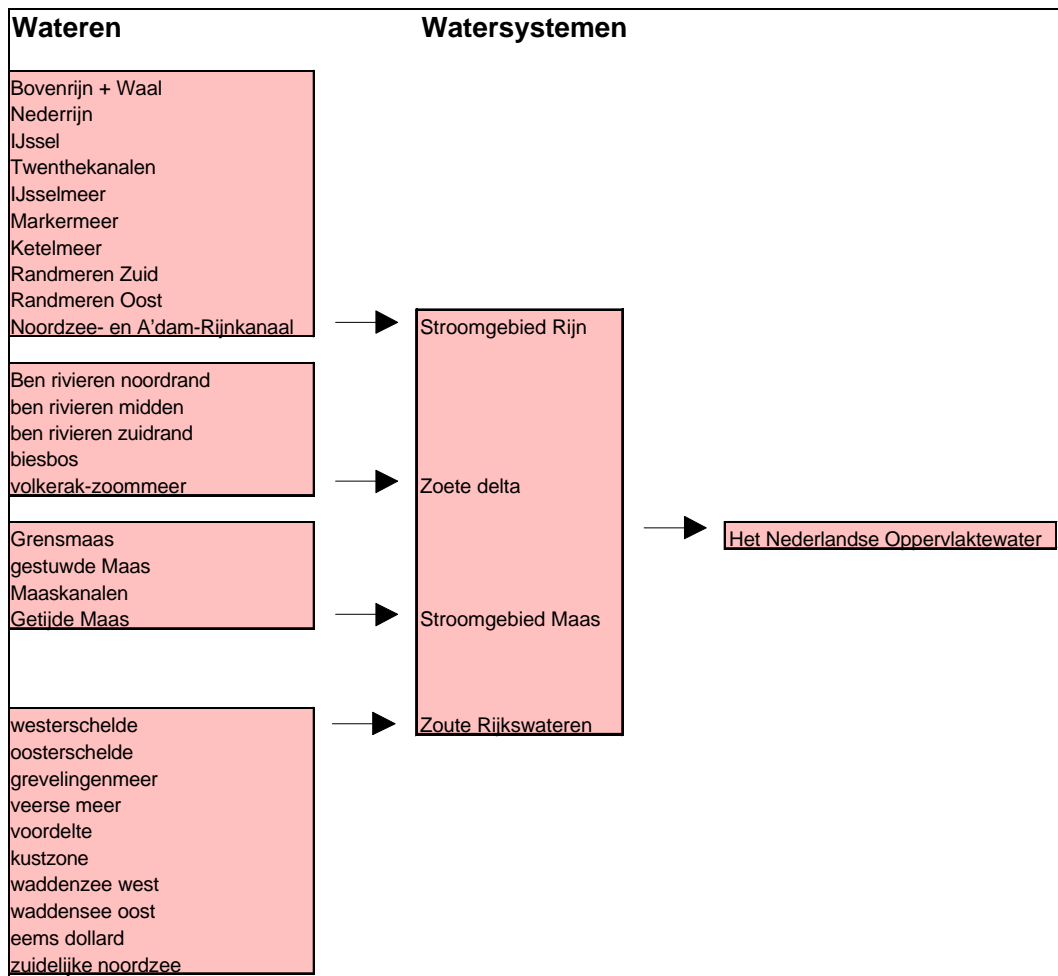 Wateren
Watersystemen
Bovenrijn + Waal
Nederrijn
IJssel
Twenthekanalen
IJsselmeer
Markermeer
Ketelmeer
Randmeren Zuid
Randmeren Oost
Noordzee- en A'dam-Rijnkanaal
Stroomgebied Rijn
Ben rivieren noordrand
ben rivieren midden
ben rivieren zuidrand
biesbos
volkerak-zoommeer
Zoete delta
Grensmaas
gestuwde Maas
Maaskanalen
Getijde Maas
Stroomgebied Maas
Het Nederlandse Oppervlaktewater
westerschelde
oosterschelde
grevelingenmeer
veerse meer
voordelte
kustzone
waddenzee west
waddensee oost
eems dollard
zuidelijke noordzee
Zoute Rijkswateren